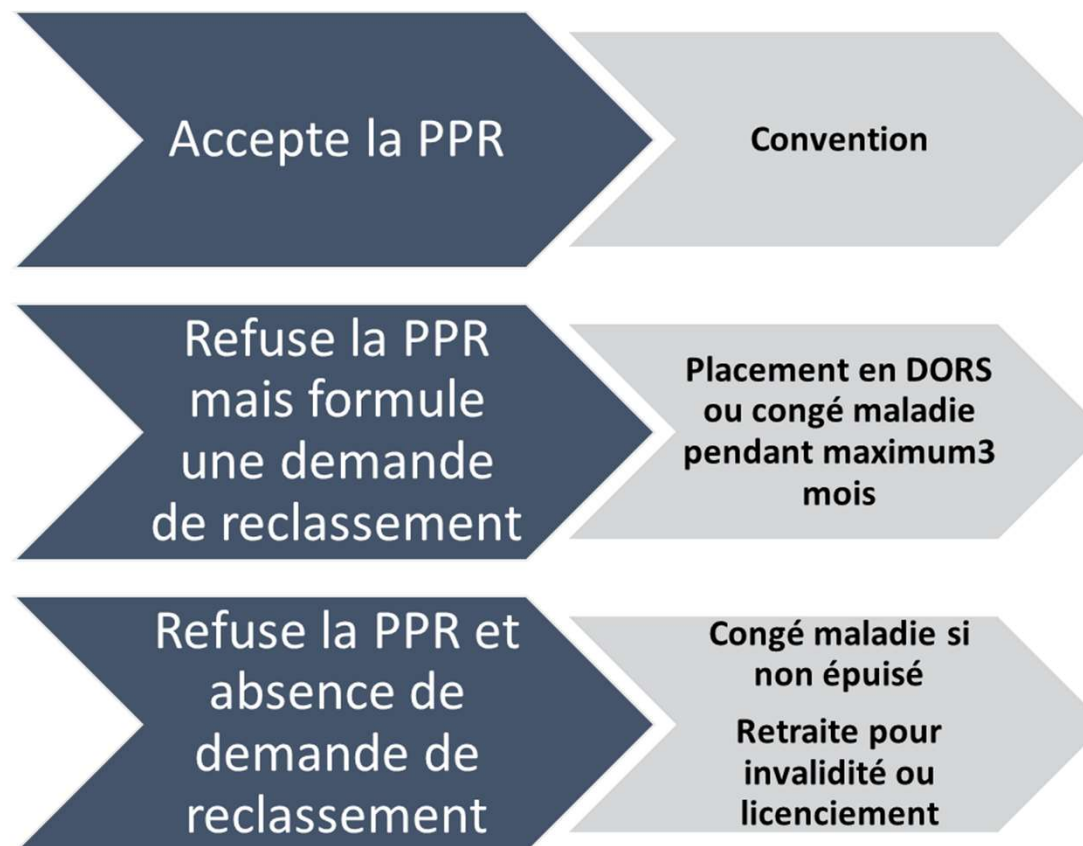 Accepte la PPR
Convention
Refuse la PPR
mais formule
une demande
de reclassement
Placement en DORS
ou congé maladie
pendant maximum3
mois
Refuse la PPR et
absence de
demande de
reclassement
Congé maladie si
non épuisé
Retraite pour
invalidité ou
licenciement